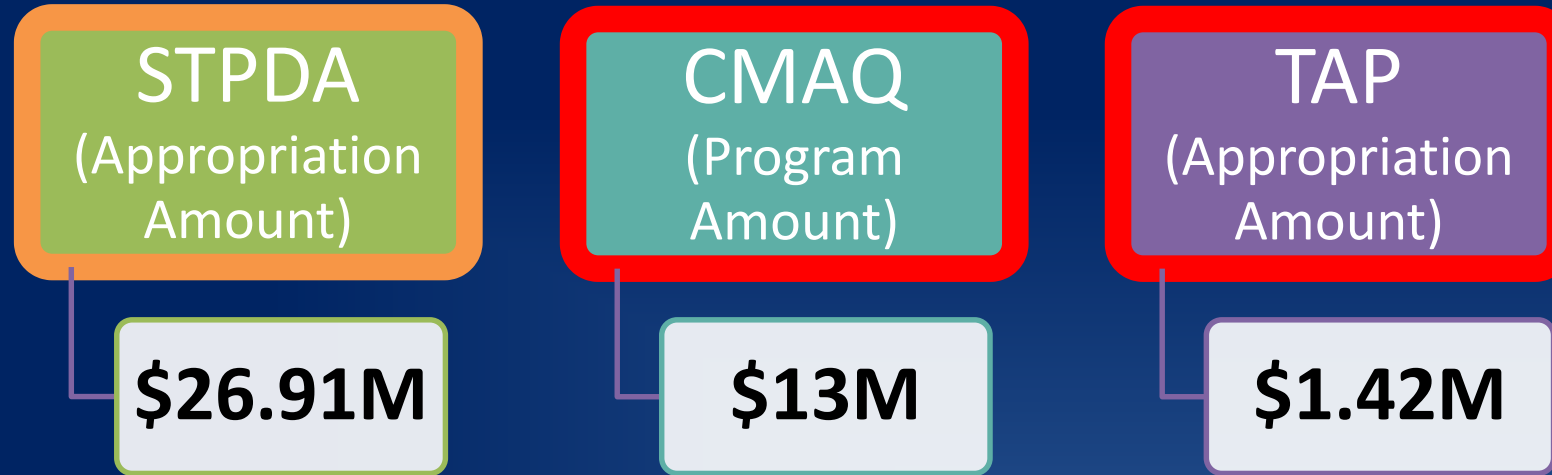 STPDA
(Appropriation
Amount)
$26.91M
CMAQ
(Program
Amount)
$13M
TAP
(Appropriation
Amount)
$1.42M